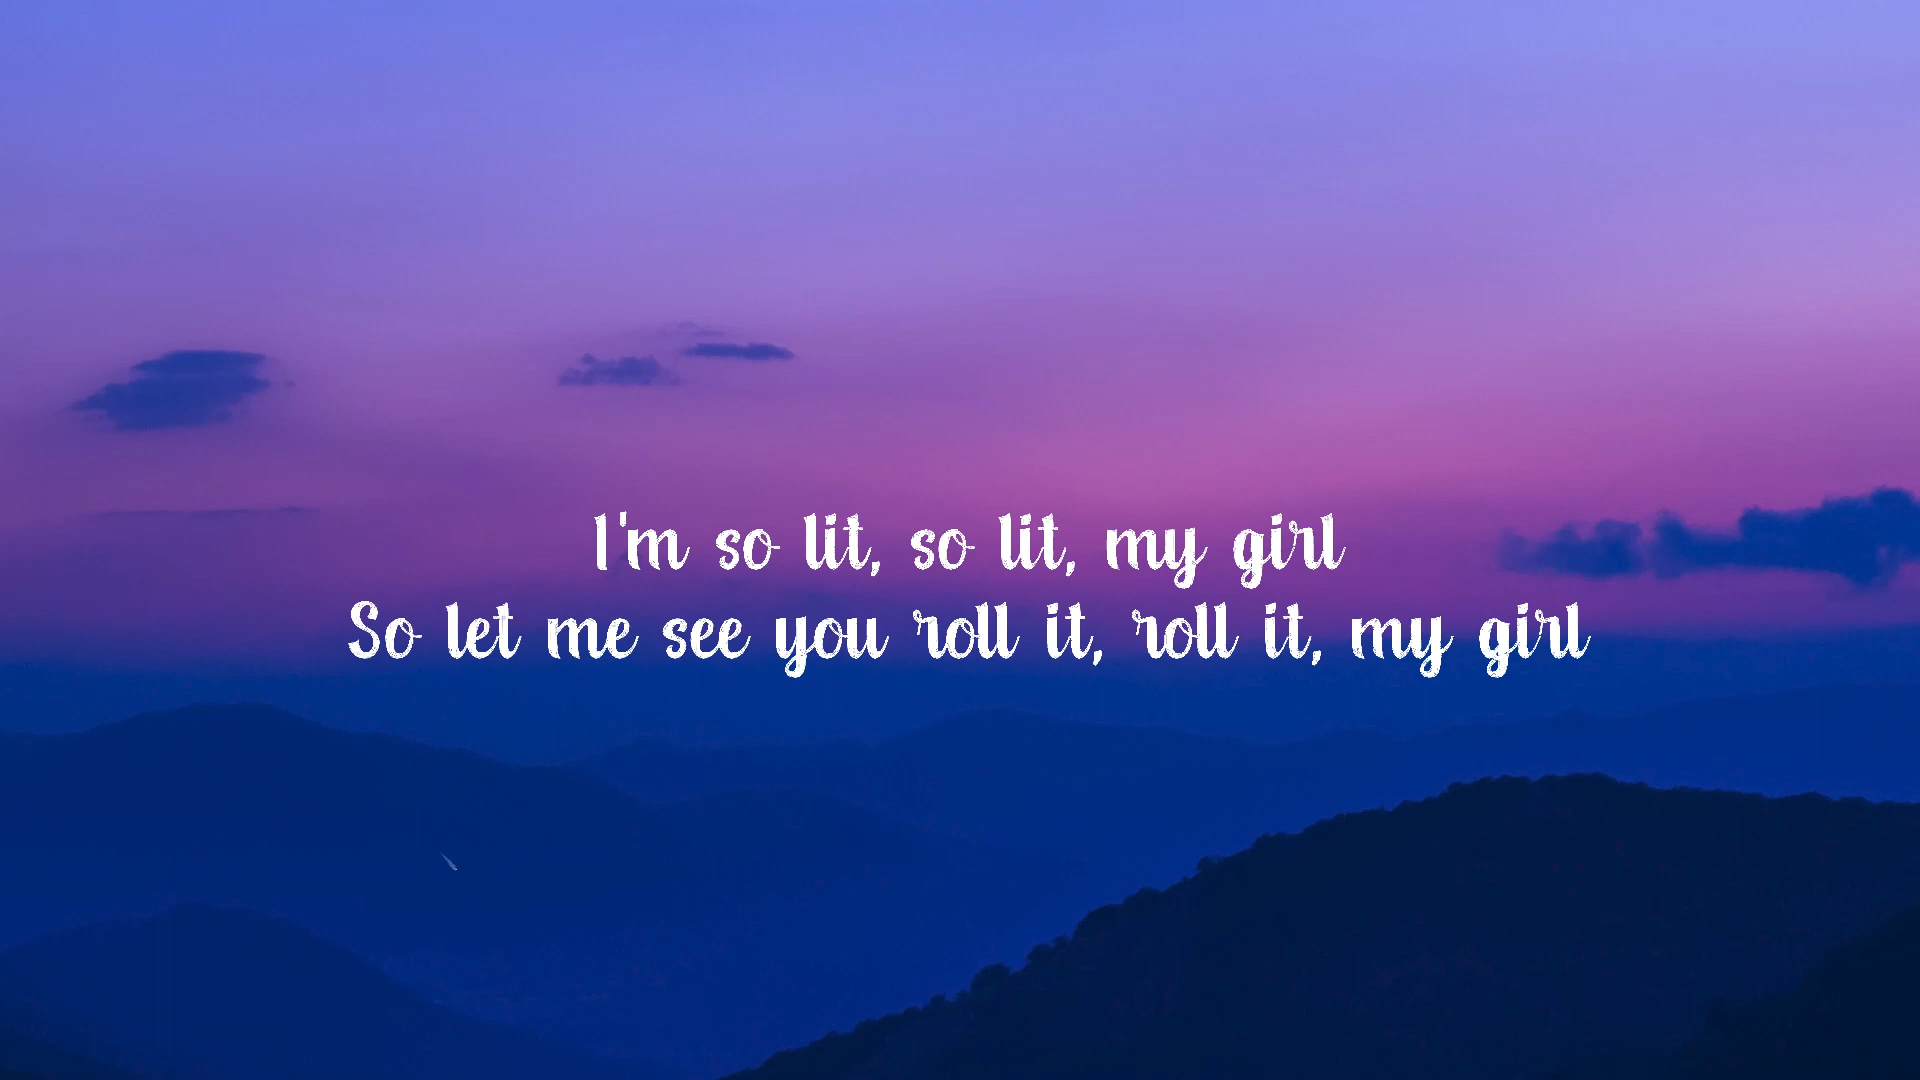 I'm so lit, so lit, my girl
So let me see you roll it, roll it, my girl